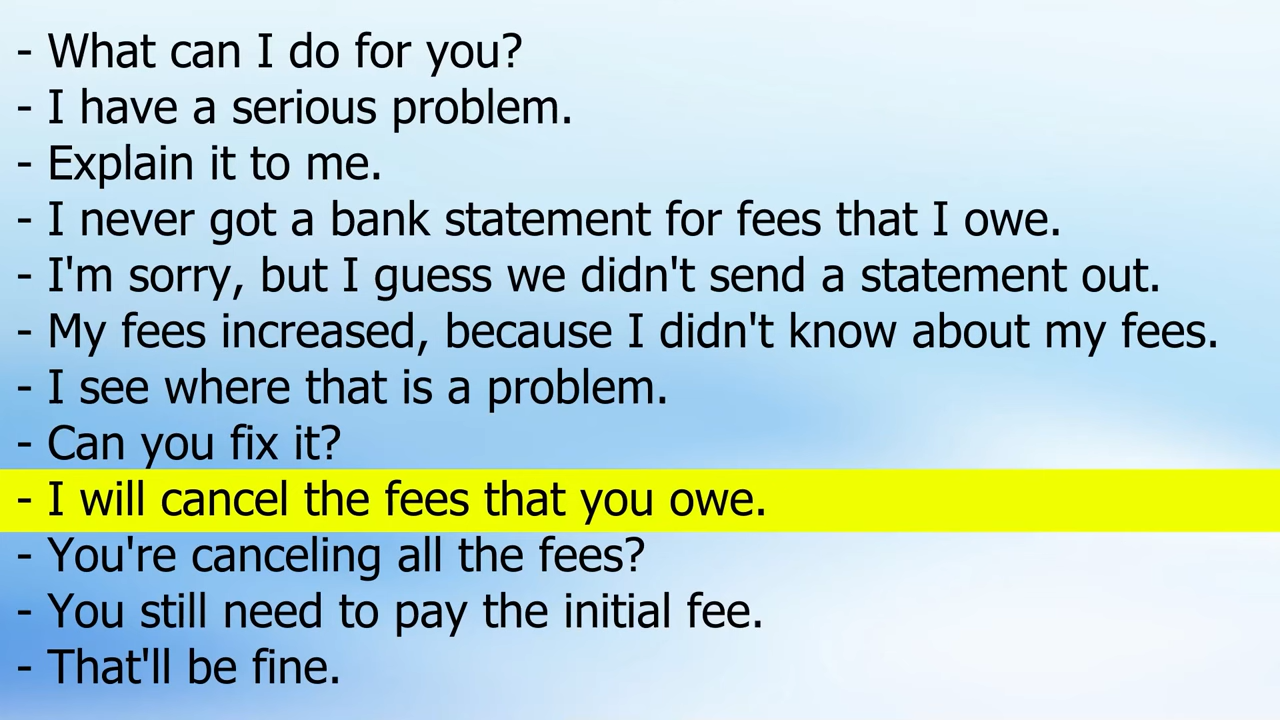 - What can I do for you?
- I have a serious problem.
- Explain it to me.
- I never got a bank statement for fees that I owe.
- I'm sorry, but I guess we didn't send a statement out.
- My fees increased, because I didn't know about my fees.
- I see where that is a problem.
- Can you fix it?
- I will cancel the fees that you owe.
- You're canceling all the fees?
- You still need to pay the initial fee.
- That'll be fine.